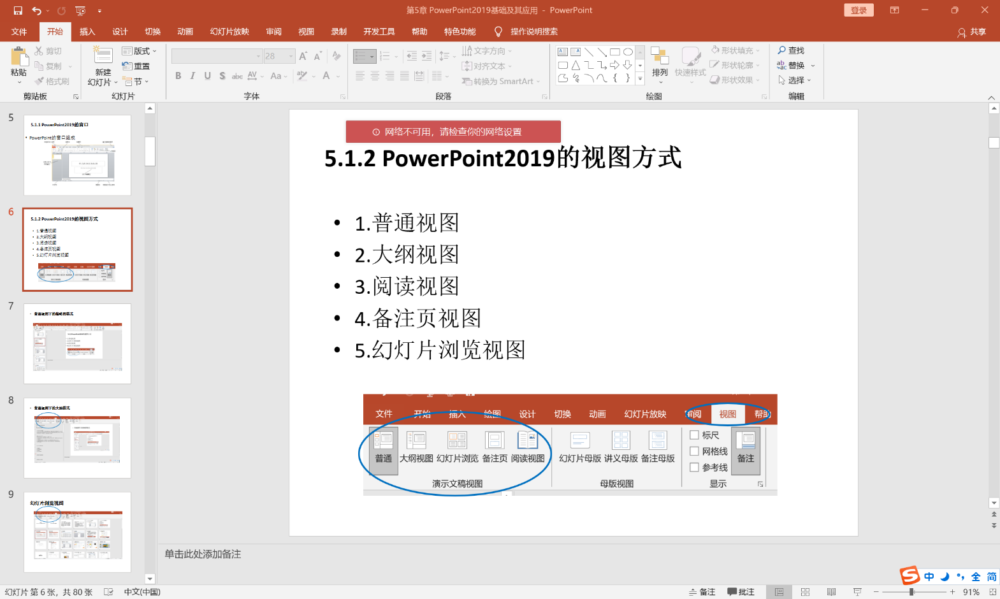 第5章 PowerPoint2019基础及其应用 - PowerPoint
登录
文件 开始 插入 设计 切换 动画 幻灯片放映 审阅 视图 录制 开发工具 帮助 特色功能 操作说明搜索 共享
粘贴 剪切 复制 格式刷 剪贴板
新建幻灯片 版式 重置 节 幻灯片
28 A A
B I U S abc AV Aa A 字体
文字方向 对齐文本 转换为 SmartArt 段落
排列 快速样式 形状填充 形状轮廓 形状效果 绘图
查找 替换 选择 编辑
5
5.1.1 PowerPoint2019的窗口
• PowerPoint的窗口组成
6
5.1.2 PowerPoint2019的视图方式
• 1.普通视图
• 2.大纲视图
• 3.阅读视图
• 4.备注页视图
• 5.幻灯片浏览视图
7
8
• 普通视图下的大纲模式
9
幻灯片浏览视图
网络不可用，请检查你的网络设置
5.1.2 PowerPoint2019的视图方式
• 1.普通视图
• 2.大纲视图
• 3.阅读视图
• 4.备注页视图
• 5.幻灯片浏览视图
文件 开始 插入 绘图 设计 切换 动画 幻灯片放映 审阅 视图 帮助
普通 大纲视图 幻灯片浏览 备注页 阅读视图 幻灯片母版 讲义母版 备注母版 标尺 网格线 参考线 备注
演示文稿视图 母版视图 显示
单击此处添加备注
中 全 简
幻灯片 第 6 张，共 80 张 中文(中国) 备注 批注 91%